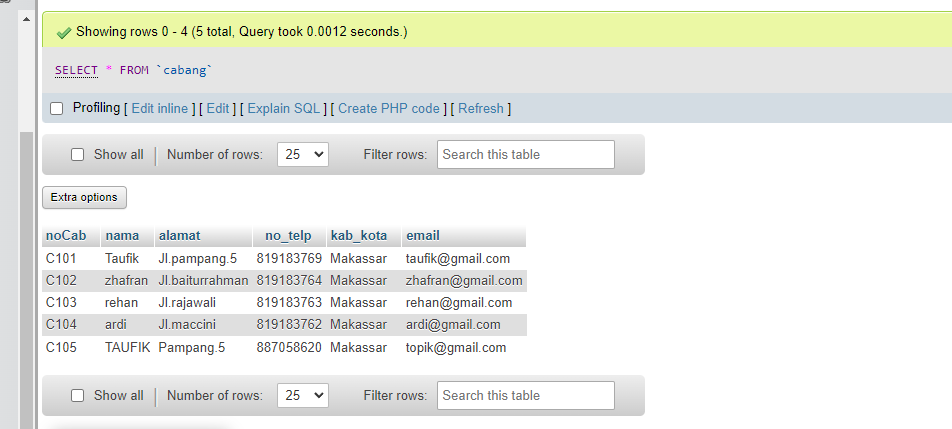 Showing rows 0 - 4 (5 total, Query took 0.0012 seconds.)
SELECT * FROM `cabang`
Profiling [ Edit inline ] [ Edit ] [ Explain SQL ] [ Create PHP code ] [ Refresh ]
Show all Number of rows: 25 Filter rows: Search this table
Extra options
noCab nama alamat no_telp kab_kota email
C101 Taufik Jl.pampang.5 819183769 Makassar taufik@gmail.com
C102 zhafran Jl.baiturrahman 819183764 Makassar zhafran@gmail.com
C103 rehan Jl.rajawali 819183763 Makassar rehan@gmail.com
C104 ardi Jl.maccini 819183762 Makassar ardi@gmail.com
C105 TAUFIK Pampang.5 887058620 Makassar topik@gmail.com
Show all Number of rows: 25 Filter rows: Search this table